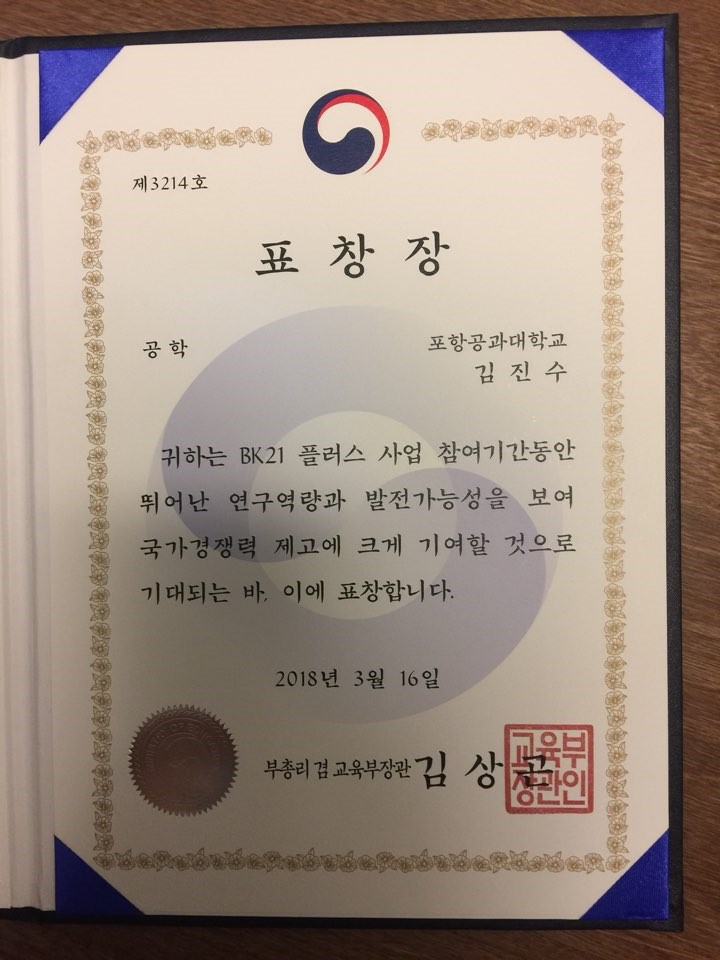 제3214호
표창장
공학
포항공과대학교
김진수
귀하는 BK21 플러스 사업 참여기간동안
뛰어난 연구역량과 발전가능성을 보여
국가경쟁력 제고에 크게 기여할 것으로
기대되는 바, 이에 표창합니다.
2018년 3월 16일
부총리 겸 교육부장관 김상곤
교육부
장관인